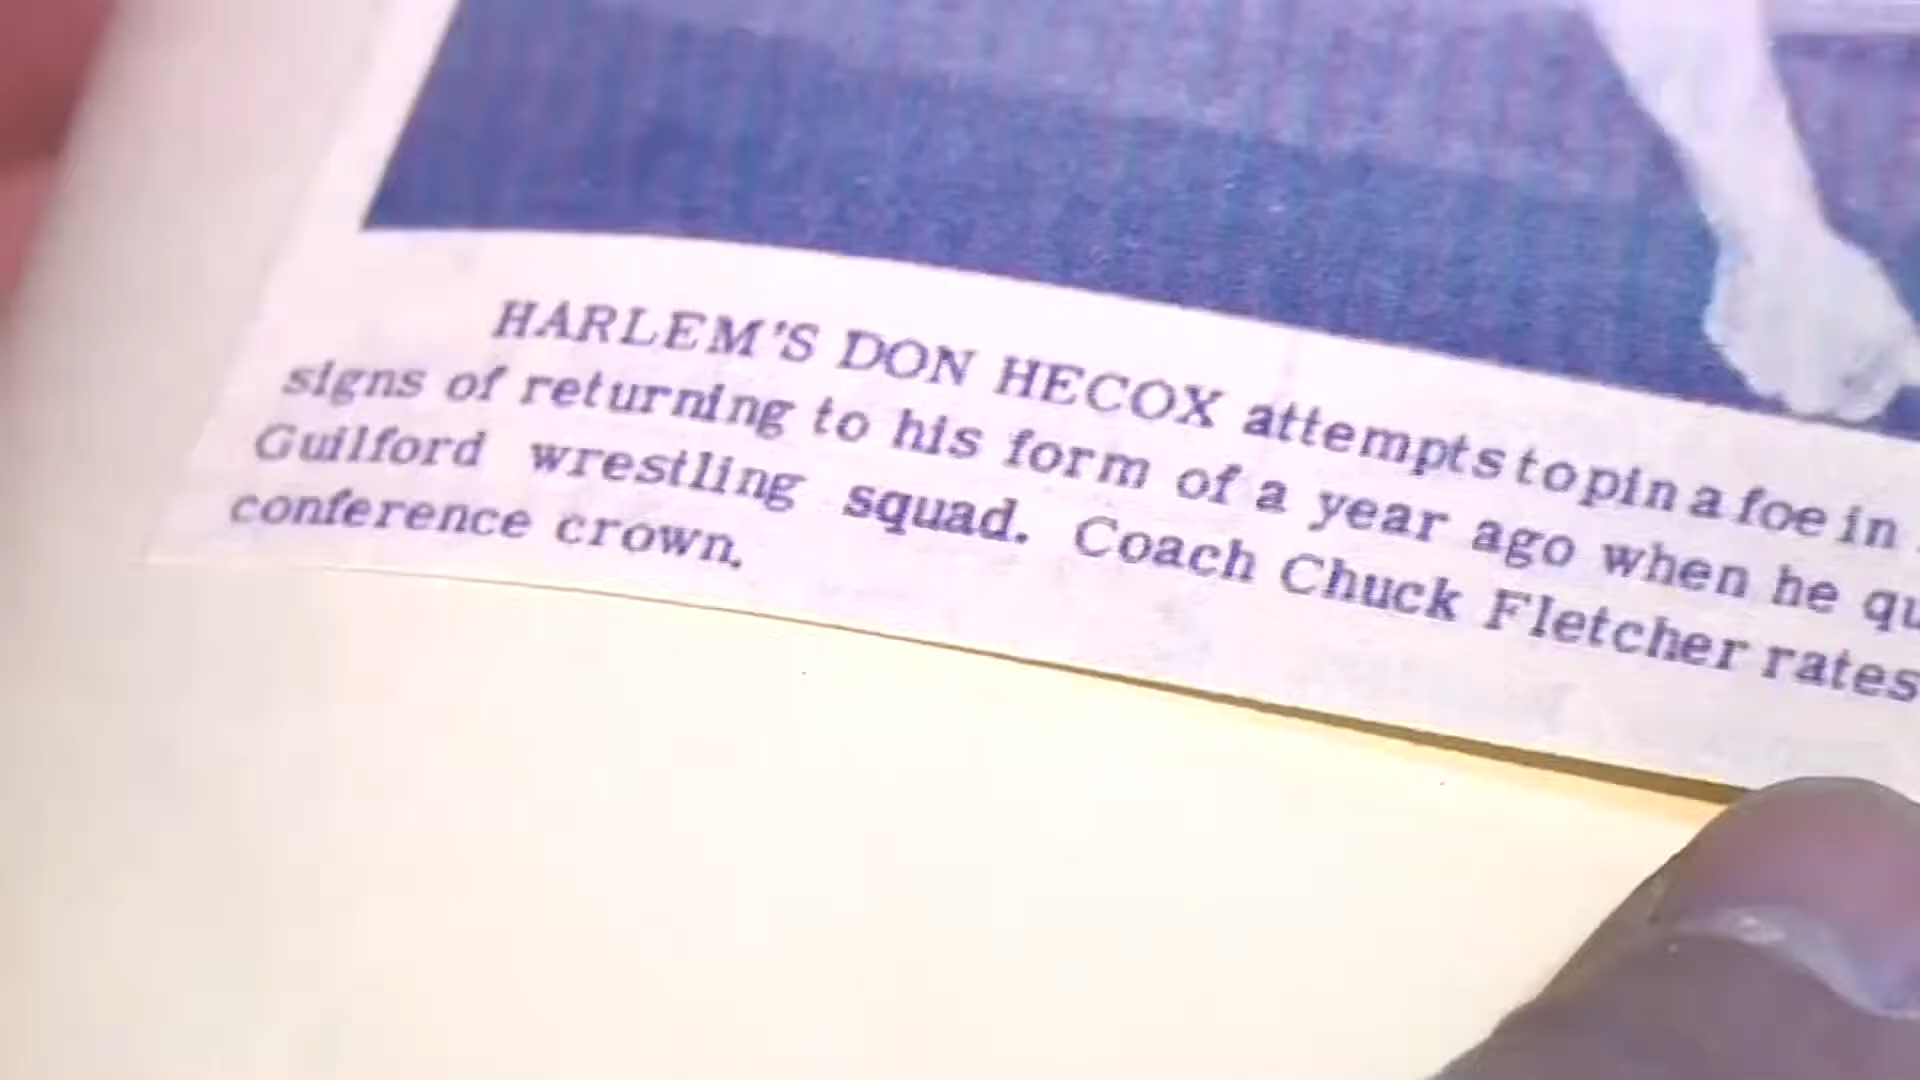 HARLEM'S DON HECOX attempts to pin a foe in
signs of returning to his form of a year ago when he
Guilford wrestling squad. Coach Chuck Fletcher rates
conference crown.